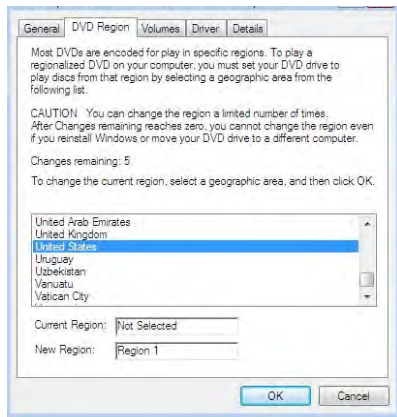 General DVD Region Volumes Driver Details
Most DVDs are encoded for play in specific regions. To play a
regionalized DVD on your computer, you must set your DVD drive to
play discs from that region by selecting a geographic area from the
following list.
CAUTION You can change the region a limited number of times.
After Changes remaining reaches zero, you cannot change the region even
if you reinstall Windows or move your DVD drive to a different computer.
Changes remaining: 5
To change the current region, select a geographic area, and then click OK.
United Arab Emirates
United Kingdom
United States
Uruguay
Uzbekistan
Vanuatu
Vatican City
Current Region: Not Selected
New Region: Region 1
OK Cancel